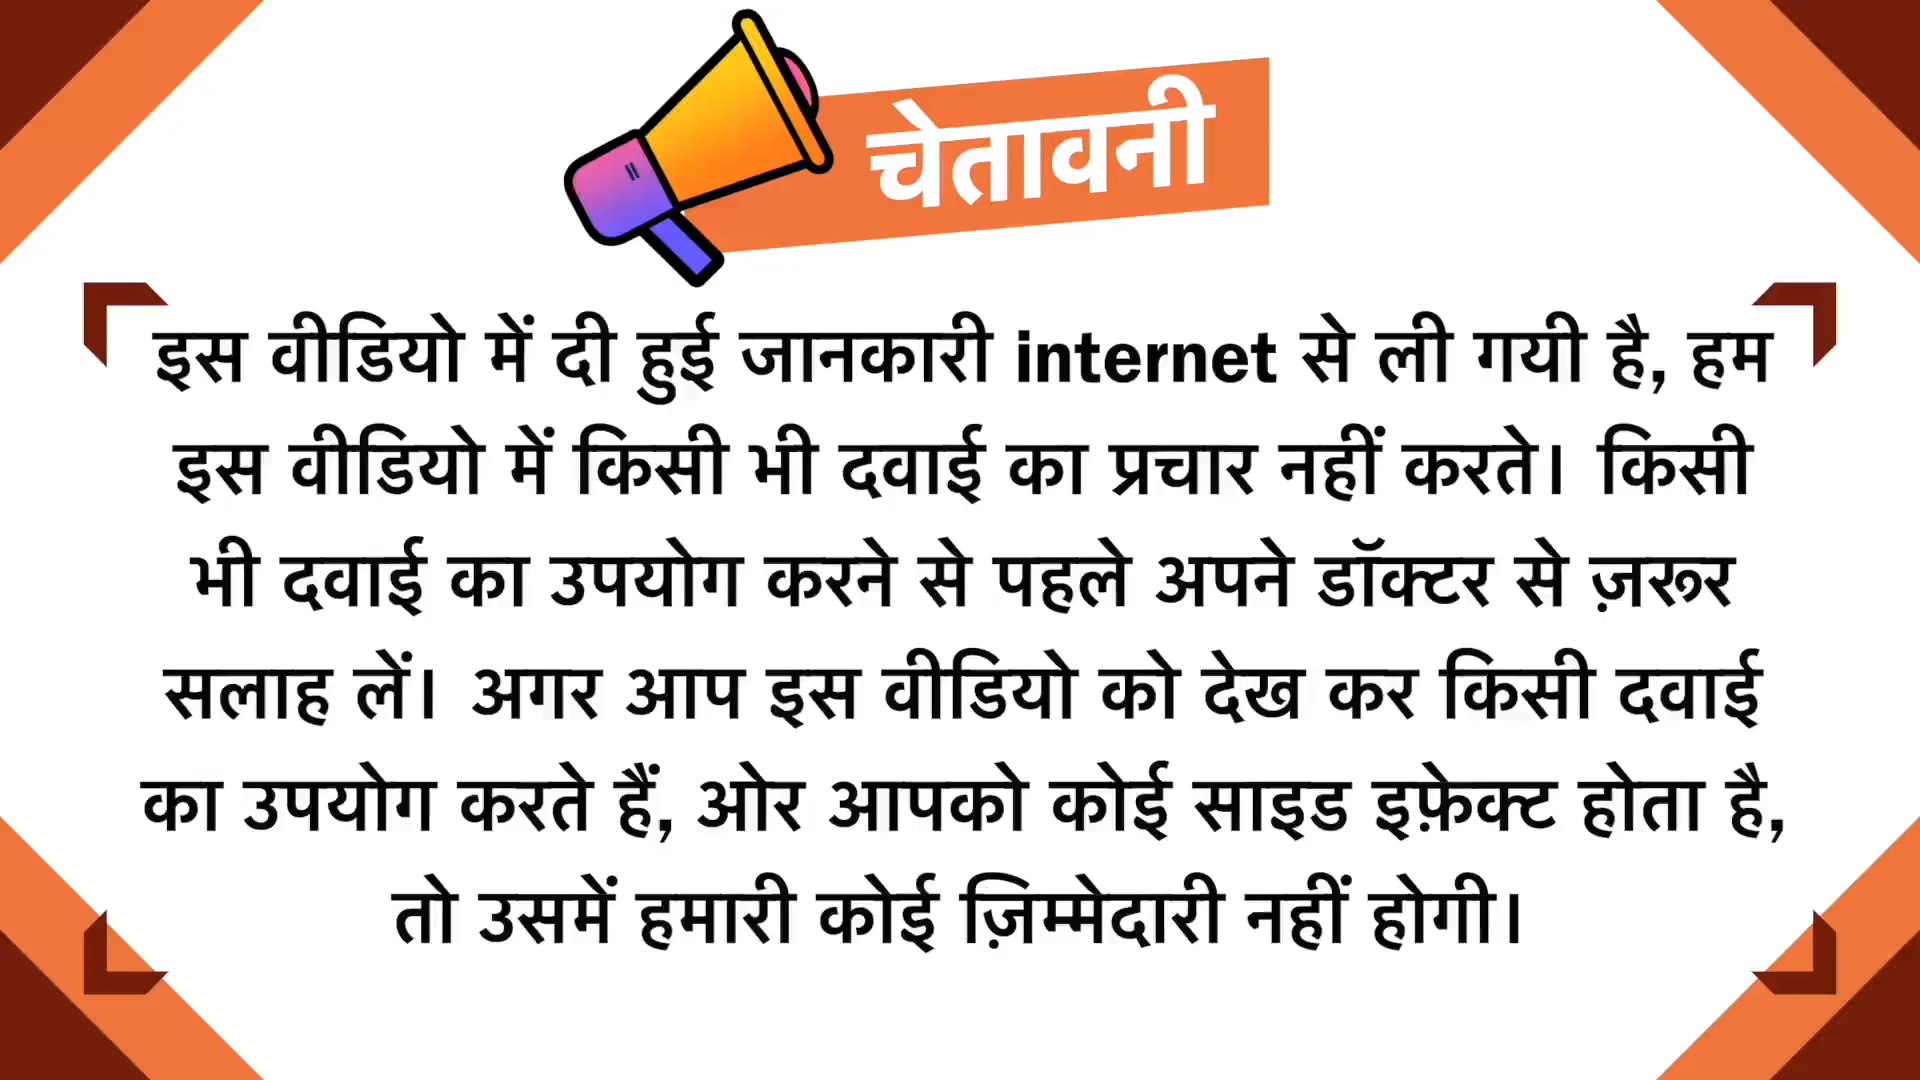 चेतावनी
इस वीडियो में दी हुई जानकारी internet से ली गयी है, हम
इस वीडियो में किसी भी दवाई का प्रचार नहीं करते। किसी
भी दवाई का उपयोग करने से पहले अपने डॉक्टर से ज़रूर
सलाह लें। अगर आप इस वीडियो को देख कर किसी दवाई
का उपयोग करते हैं, ओर आपको कोई साइड इफ़ेक्ट होता है,
तो उसमें हमारी कोई ज़िम्मेदारी नहीं होगी।